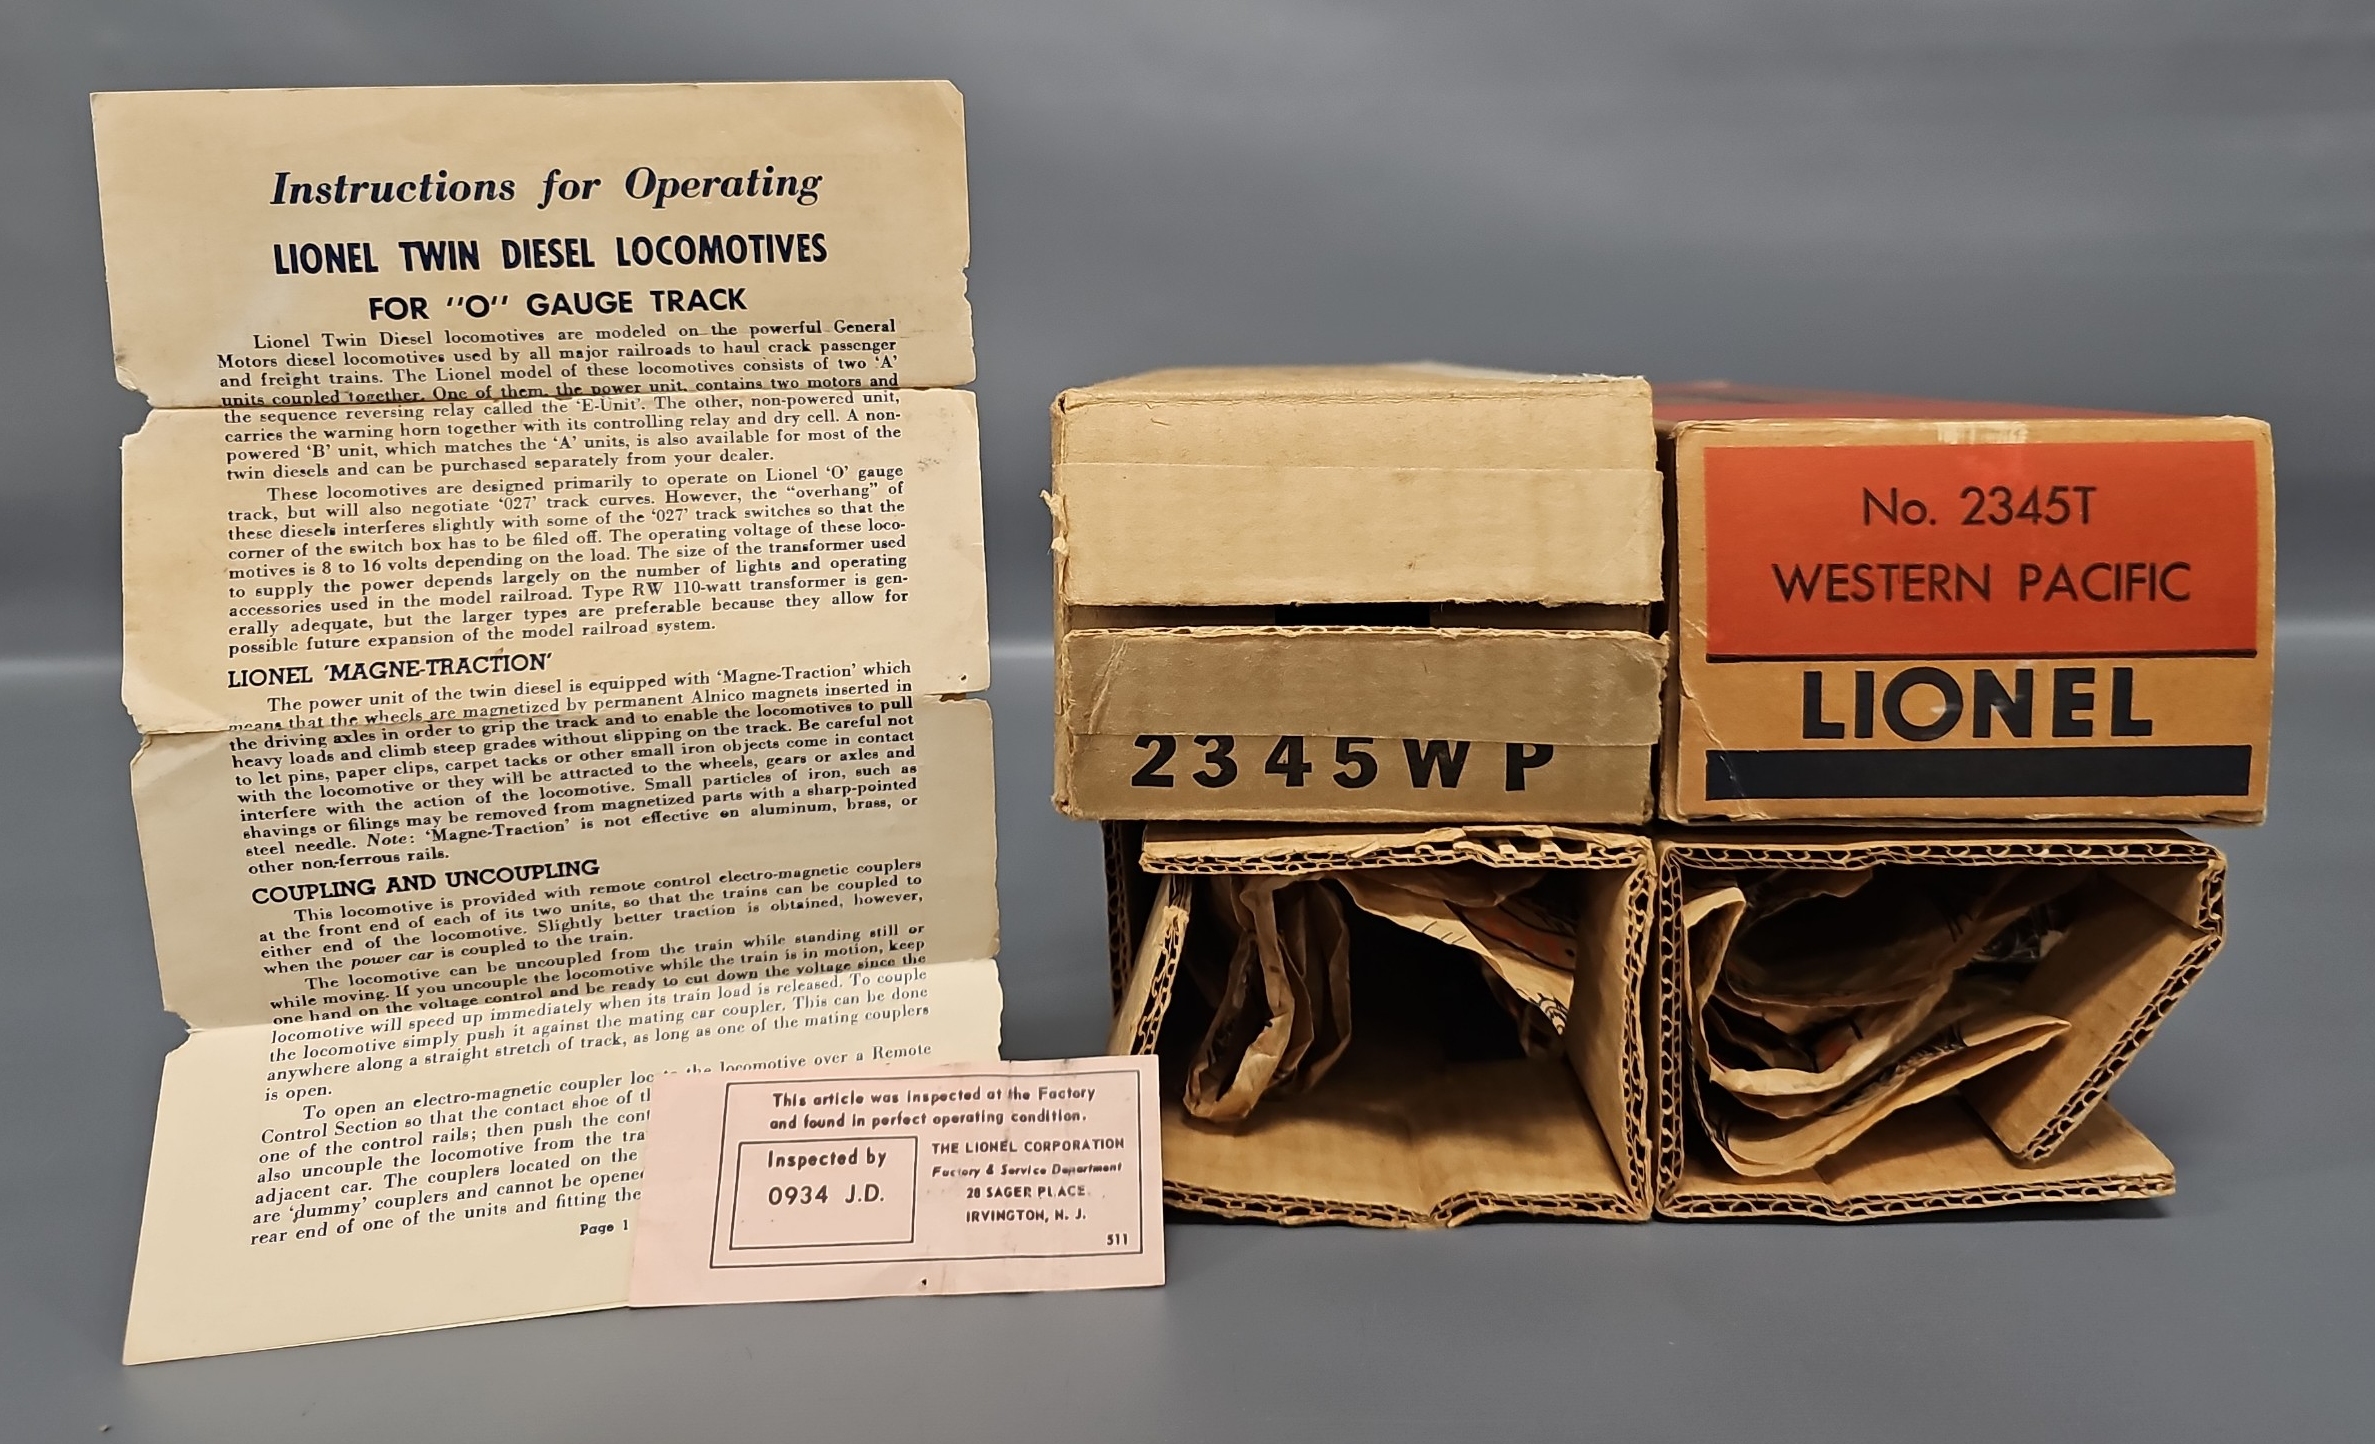 Instructions for Operating
LIONEL TWIN DIESEL LOCOMOTIVES
FOR "O" GAUGE TRACK
Lionel Twin Diesel locomotives are modeled on the powerful General
Motors diesel locomotives used by all major railroads to haul crack passenger
and freight trains. The Lionel model of these locomotives consists of two 'A'
units coupled together. One of them, the power unit, contains two motors and
the sequence reversing relay called the 'E-Unit'. The other, non-powered unit,
carries the warning horn together with its controlling relay and dry cell. A non-
powered 'B' unit, which matches the 'A' units, is also available for most of the
twin diesels and can be purchased separately from your dealer.
These locomotives are designed primarily to operate on Lionel 'O' gauge
track, but will also negotiate '027' track curves. However, the "overhang" of
these diesels interferes slightly with some of the '027' track switches so that the
corner of the switch box has to be filed off. The operating voltage of these loco-
motives is 8 to 16 volts depending on the load. The size of the transformer used
to supply the power depends largely on the number of lights and operating
accessories used in the model railroad. Type RW 110-watt transformer is gen-
erally adequate, but the larger types are preferable because they allow for
possible future expansion of the model railroad system.
LIONEL 'MAGNE-TRACTION'
The power unit of the twin diesel is equipped with 'Magne-Traction' which
means that the wheels are magnetized by permanent Alnico magnets inserted in
the driving axles in order to grip the track and to enable the locomotives to pull
heavy loads and climb steep grades without slipping on the track. Be careful not
to let pins, paper clips, carpet tacks or other small iron objects come in contact
with the locomotive or they will be attracted to the wheels, gears or axles and
interfere with the action of the locomotive. Small particles of iron, such as
shavings or filings may be removed from magnetized parts with a sharp-pointed
steel needle. Note: 'Magne-Traction' is not effective on aluminum, brass, or
other non-ferrous rails.
COUPLING AND UNCOUPLING
This locomotive is provided with remote control electro-magnetic couplers
at the front end of each of its two units, so that the trains can be coupled to
either end of the locomotive. Slightly better traction is obtained, however,
when the power car is coupled to the train.
The locomotive can be uncoupled from the train while standing still or
while moving. If you uncouple the locomotive while the train is in motion, keep
one hand on the voltage control and be ready to cut down the voltage since the
locomotive will speed up immediately when its train load is released. To couple
the locomotive simply push it against the mating car coupler. This can be done
anywhere along a straight stretch of track, as long as one of the mating couplers
is open.
To open an electro-magnetic coupler loc the locomotive over a Remote
Control Section so that the contact shoe of t
one of the control rails; then push the cont
also uncouple the locomotive from the tra
adjacent car. The couplers located on the
are 'dummy' couplers and cannot be opene
rear end of one of the units and fitting the
Page 1
This article was inspected at the Factory
and found in perfect operating condition.
Inspected by
0934 J.D.
THE LIONEL CORPORATION
Factory & Service Department
28 SAGER PLACE
IRVINGTON, N. J.
511
2345WP
No. 2345T
WESTERN PACIFIC
LIONEL